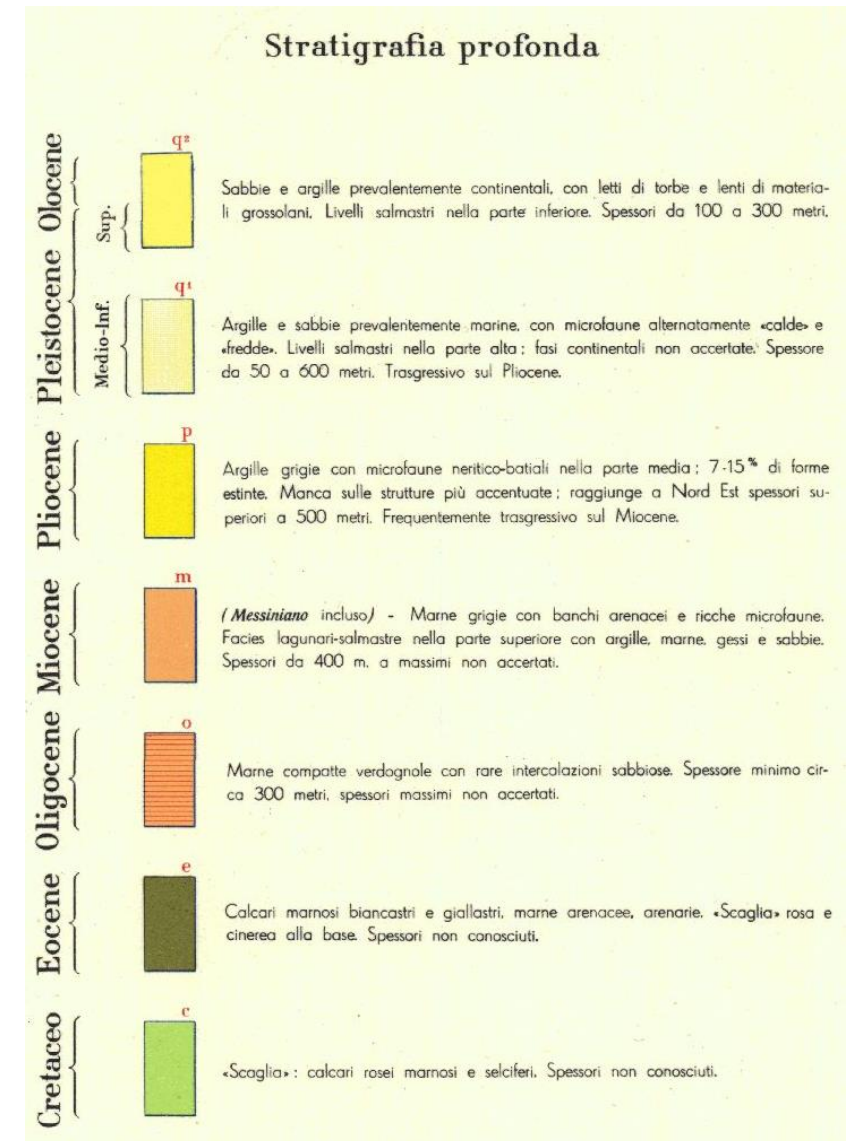 Stratigrafia profonda
Olocene
Pleistocene
Sup.
q²
Sabbie e argille prevalentemente continentali, con letti di torbe e lenti di materia-
li grossolani. Livelli salmastri nella parte inferiore. Spessori da 100 a 300 metri.
Medio-Inf.
q¹
Argille e sabbie prevalentemente marine, con microfaune alternatamente «calde» e
«fredde». Livelli salmastri nella parte alta; fasi continentali non accertate. Spessore
da 50 a 600 metri. Trasgressivo sul Pliocene.
Pliocene
p
Argille grigie con microfaune neritico-batiali nella parte media; 7-15% di forme
estinte. Manca sulle strutture più accentuate; raggiunge a Nord Est spessori su-
periori a 500 metri. Frequentemente trasgressivo sul Miocene.
Miocene
m
(Messiniano incluso) - Marne grigie con banchi arenacei e ricche microfaune.
Facies lagunari-salmastre nella parte superiore con argille, marne, gessi e sabbie.
Spessori da 400 m. a massimi non accertati.
Oligocene
o
Marne compatte verdognole con rare intercalazioni sabbiose. Spessore minimo cir-
ca 300 metri, spessori massimi non accertati.
Eocene
e
Calcari marnosi biancastri e giallastri, marne arenacee, arenarie. «Scaglia» rosa e
cinerea alla base. Spessori non conosciuti.
Cretaceo
c
«Scaglia»: calcari rosei marnosi e selciferi. Spessori non conosciuti.